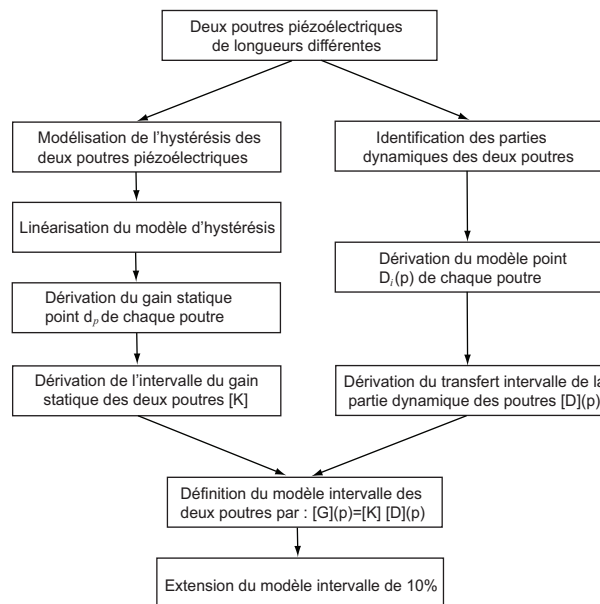 Deux poutres piézoélectriques
de longueurs différentes
Modélisation de l'hystérésis des
deux poutres piézoélectriques
Identification des parties
dynamiques des deux poutres
Linéarisation du modèle d'hystérésis
Dérivation du modèle point
Di(p) de chaque poutre
Dérivation du gain statique
point dp de chaque poutre
Dérivation de l'intervalle du gain
statique des deux poutres [K]
Dérivation du transfert intervalle de la
partie dynamique des poutres [D](p)
Définition du modèle intervalle des
deux poutres par : [G](p)=[K] [D](p)
Extension du modèle intervalle de 10%